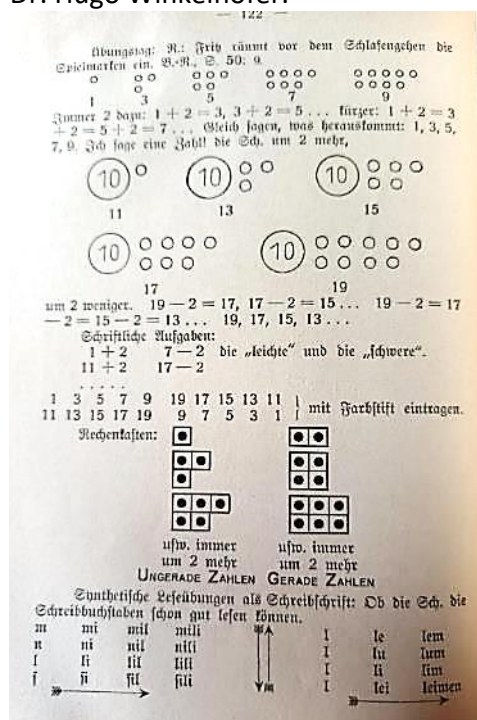 Dr. Hugo Winkelhofer:
— 122 —
Übungstag: R.: Fritz räumt vor dem Schlafengehen die
Spielmarken ein. B.-R., S. 50: 9.
1 3 5 7 9
Immer 2 dazu: 1 + 2 = 3, 3 + 2 = 5 ... kürzer: 1 + 2 = 3
+ 2 = 5 + 2 = 7 ... Gleich sagen, was herauskommt: 1, 3, 5,
7, 9. Ich sage eine Zahl! die Sch. um 2 mehr,
10 10 10
11 13 15
10 10
17 19
um 2 weniger. 19 — 2 = 17, 17 — 2 = 15 ... 19 — 2 = 17
— 2 = 15 — 2 = 13 ... 19, 17, 15, 13 ...
Schriftliche Aufgaben:
1 + 2 7 — 2 die „leichte“ und die „schwere“.
11 + 2 17 — 2
. . . . .
1 3 5 7 9 19 17 15 13 11
11 13 15 17 19 9 7 5 3 1 } mit Farbstift eintragen.
Rechenkasten:
usw. immer usw. immer
um 2 mehr um 2 mehr
UNGERADE ZAHLEN GERADE ZAHLEN
Synthetische Leseübungen als Schreibschrift: Ob die Sch. die
Schreibbuchstaben schon gut lesen können.
m mi mil mili l le lem
n ni nil nili l lu lum
l li lil lili l li lim
f fi fil fili l lei leimen